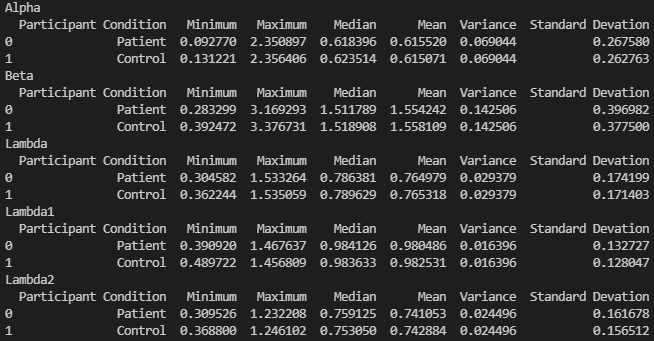 Alpha
Participant Condition Minimum Maximum Median Mean Variance Standard Devation
0 Patient 0.092770 2.350897 0.618396 0.615520 0.069044 0.267580
1 Control 0.131221 2.356406 0.623514 0.615071 0.069044 0.262763
Beta
Participant Condition Minimum Maximum Median Mean Variance Standard Devation
0 Patient 0.283299 3.169293 1.511789 1.554242 0.142506 0.396982
1 Control 0.392472 3.376731 1.518908 1.558109 0.142506 0.377500
Lambda
Participant Condition Minimum Maximum Median Mean Variance Standard Devation
0 Patient 0.304582 1.533264 0.786381 0.764979 0.029379 0.174199
1 Control 0.362244 1.535059 0.789629 0.765318 0.029379 0.171403
Lambda1
Participant Condition Minimum Maximum Median Mean Variance Standard Devation
0 Patient 0.390920 1.467637 0.984126 0.980486 0.016396 0.132727
1 Control 0.489722 1.456809 0.983633 0.982531 0.016396 0.128047
Lambda2
Participant Condition Minimum Maximum Median Mean Variance Standard Devation
0 Patient 0.309526 1.232208 0.759125 0.741053 0.024496 0.161678
1 Control 0.368800 1.246102 0.753050 0.742884 0.024496 0.156512